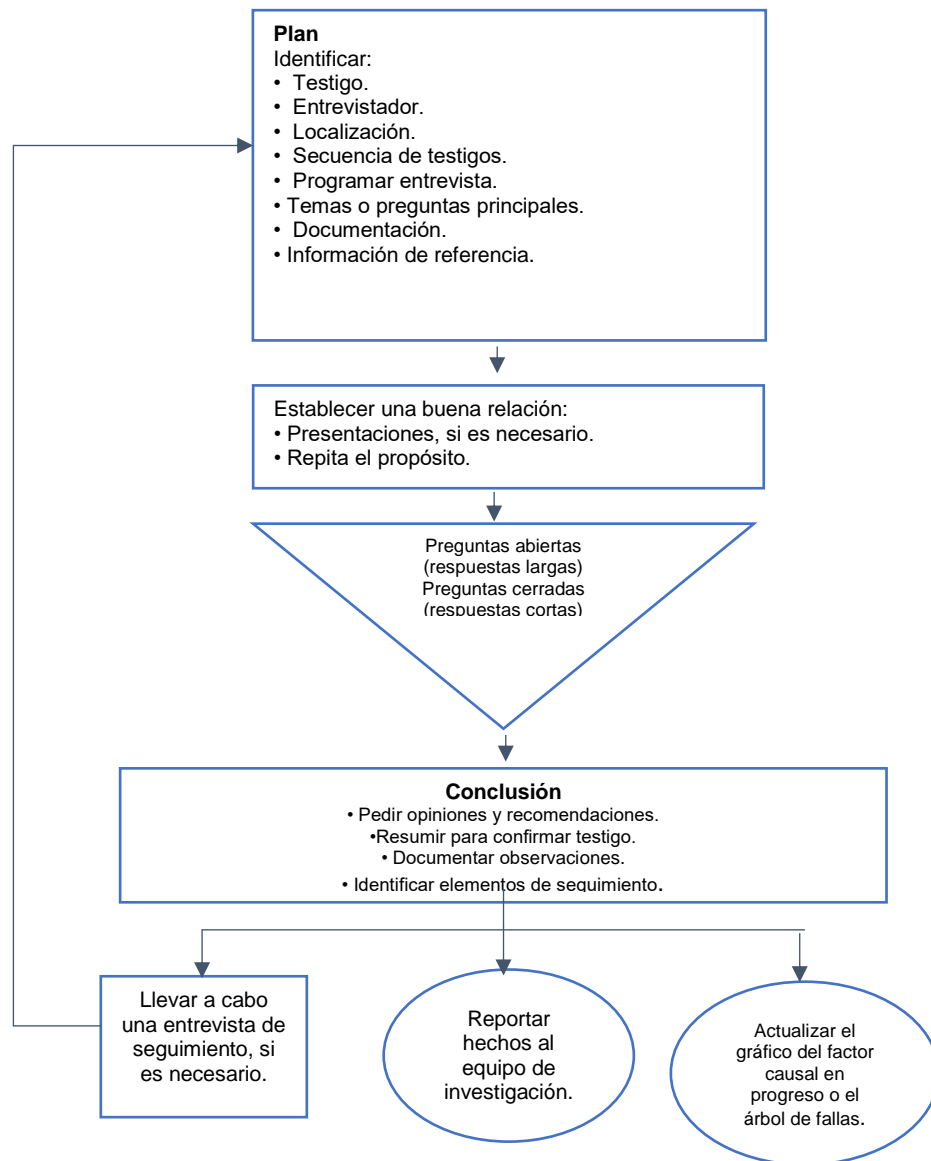 Plan
Identificar:
• Testigo.
• Entrevistador.
• Localización.
• Secuencia de testigos.
• Programar entrevista.
• Temas o preguntas principales.
• Documentación.
• Información de referencia.
Establecer una buena relación:
• Presentaciones, si es necesario.
• Repita el propósito.
Preguntas abiertas
(respuestas largas)
Preguntas cerradas
(respuestas cortas)
Conclusión
• Pedir opiniones y recomendaciones.
•Resumir para confirmar testigo.
• Documentar observaciones.
• Identificar elementos de seguimiento.
Llevar a cabo
una entrevista de
seguimiento, si
es necesario.
Reportar
hechos al
equipo de
investigación.
Actualizar el
gráfico del factor
causal en
progreso o el
árbol de fallas.